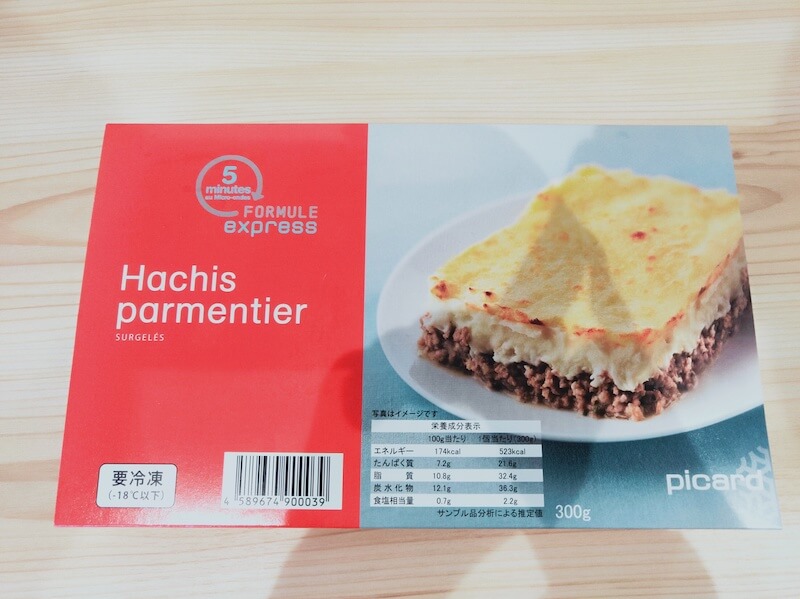 5
minutes
au Micro-ondes
FORMULE
express
Hachis
parmentier
SURGELÉS
要冷凍
(-18℃以下)
4 589674 900039
写真はイメージです
栄養成分表示
100g当たり 1個当たり(300g)
エネルギー 174kcal 523kcal
たんぱく質 7.2g 21.6g
脂 質 10.8g 32.4g
炭水化物 12.1g 36.3g
食塩相当量 0.7g 2.2g
サンプル品分析による推定値
300g
picard